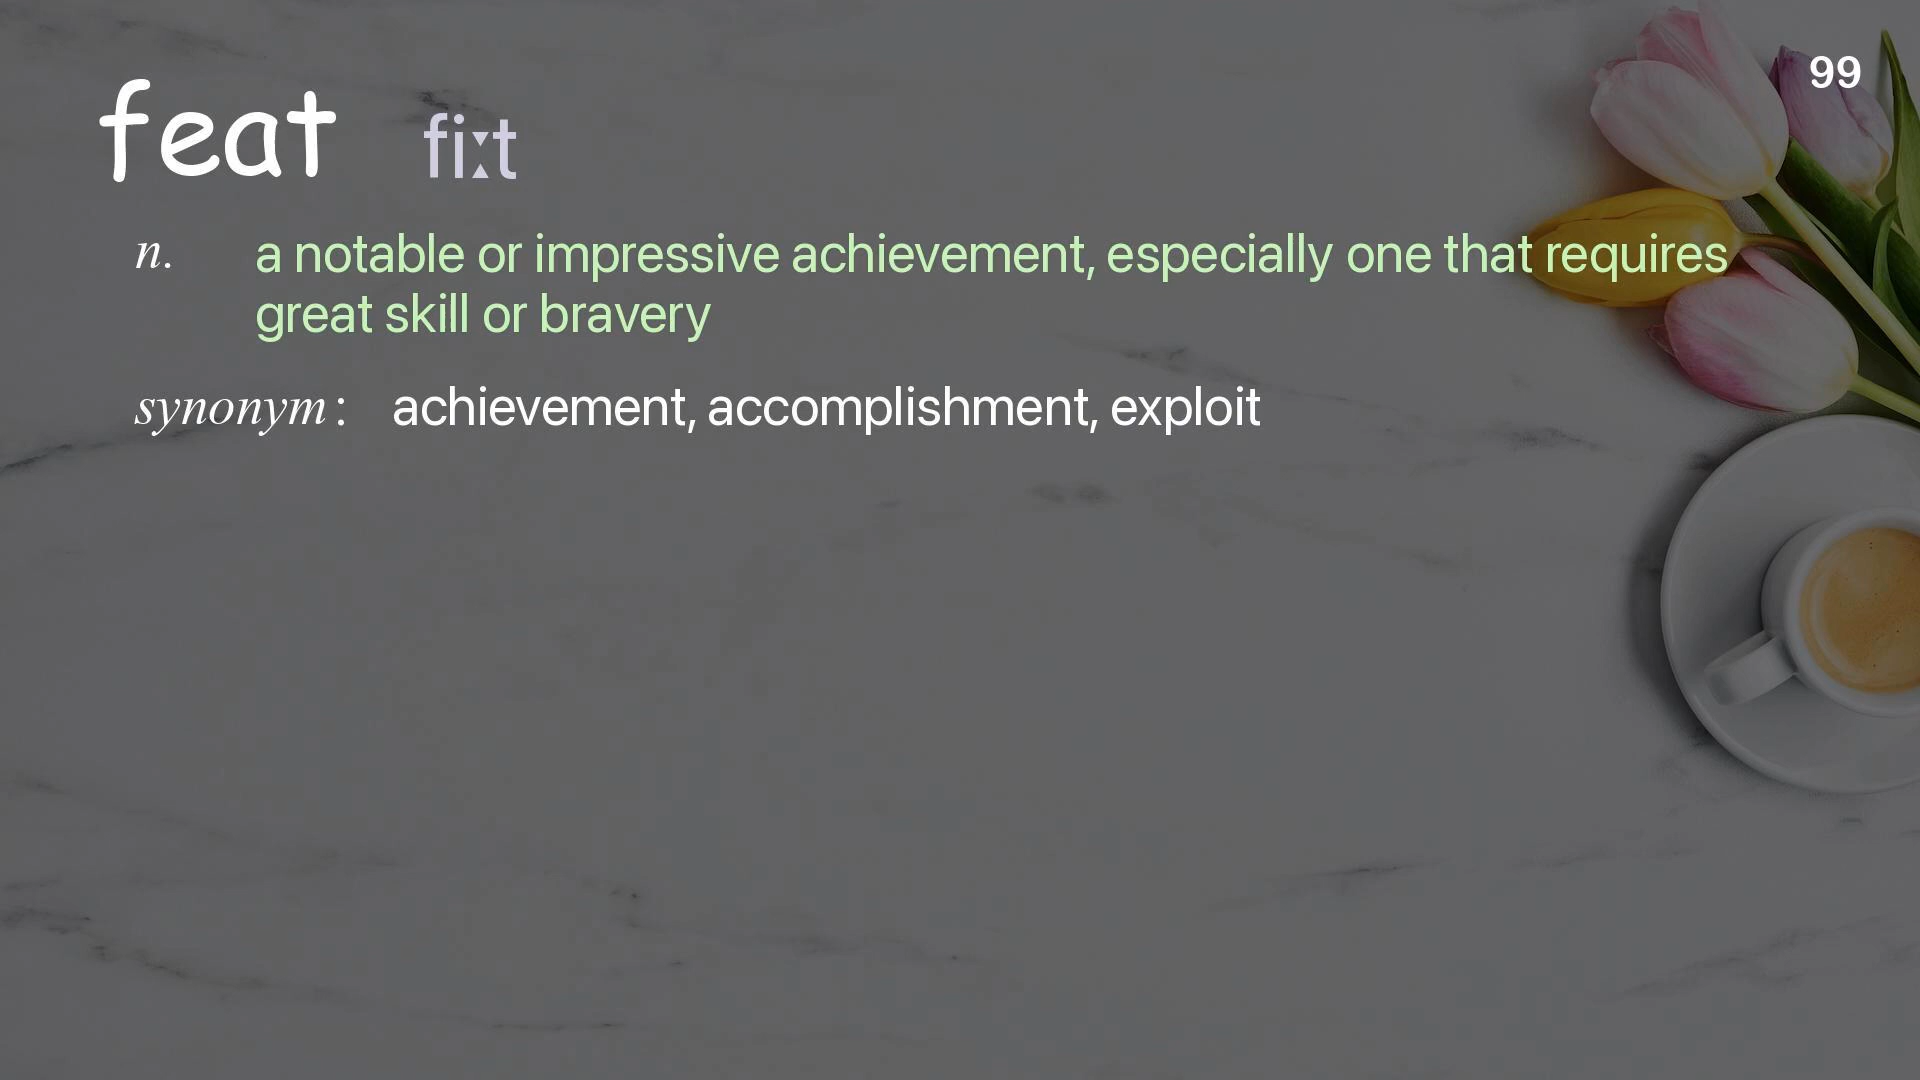 99
feat fiːt
n. a notable or impressive achievement, especially one that requires
great skill or bravery
synonym : achievement, accomplishment, exploit